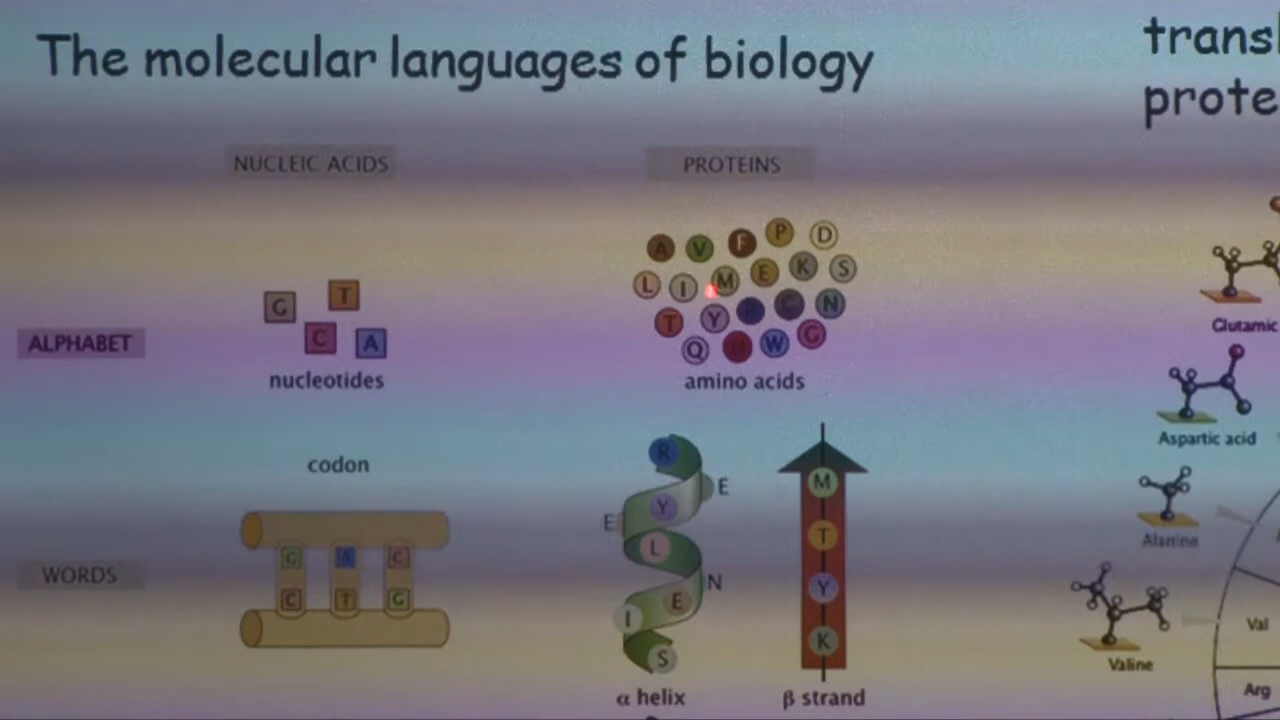 The molecular languages of biology
NUCLEIC ACIDS
PROTEINS
ALPHABET
G T
C A
nucleotides
A V F P D
L I M E K S
T Y C N
Q W G
amino acids
WORDS
codon
G A C
C T G
R
E
Y
E
L
N
E
I
S
α helix
M
T
Y
K
β strand
transl
prote
Glutamic
Aspartic acid
Alanine
Valine
Val
Arg